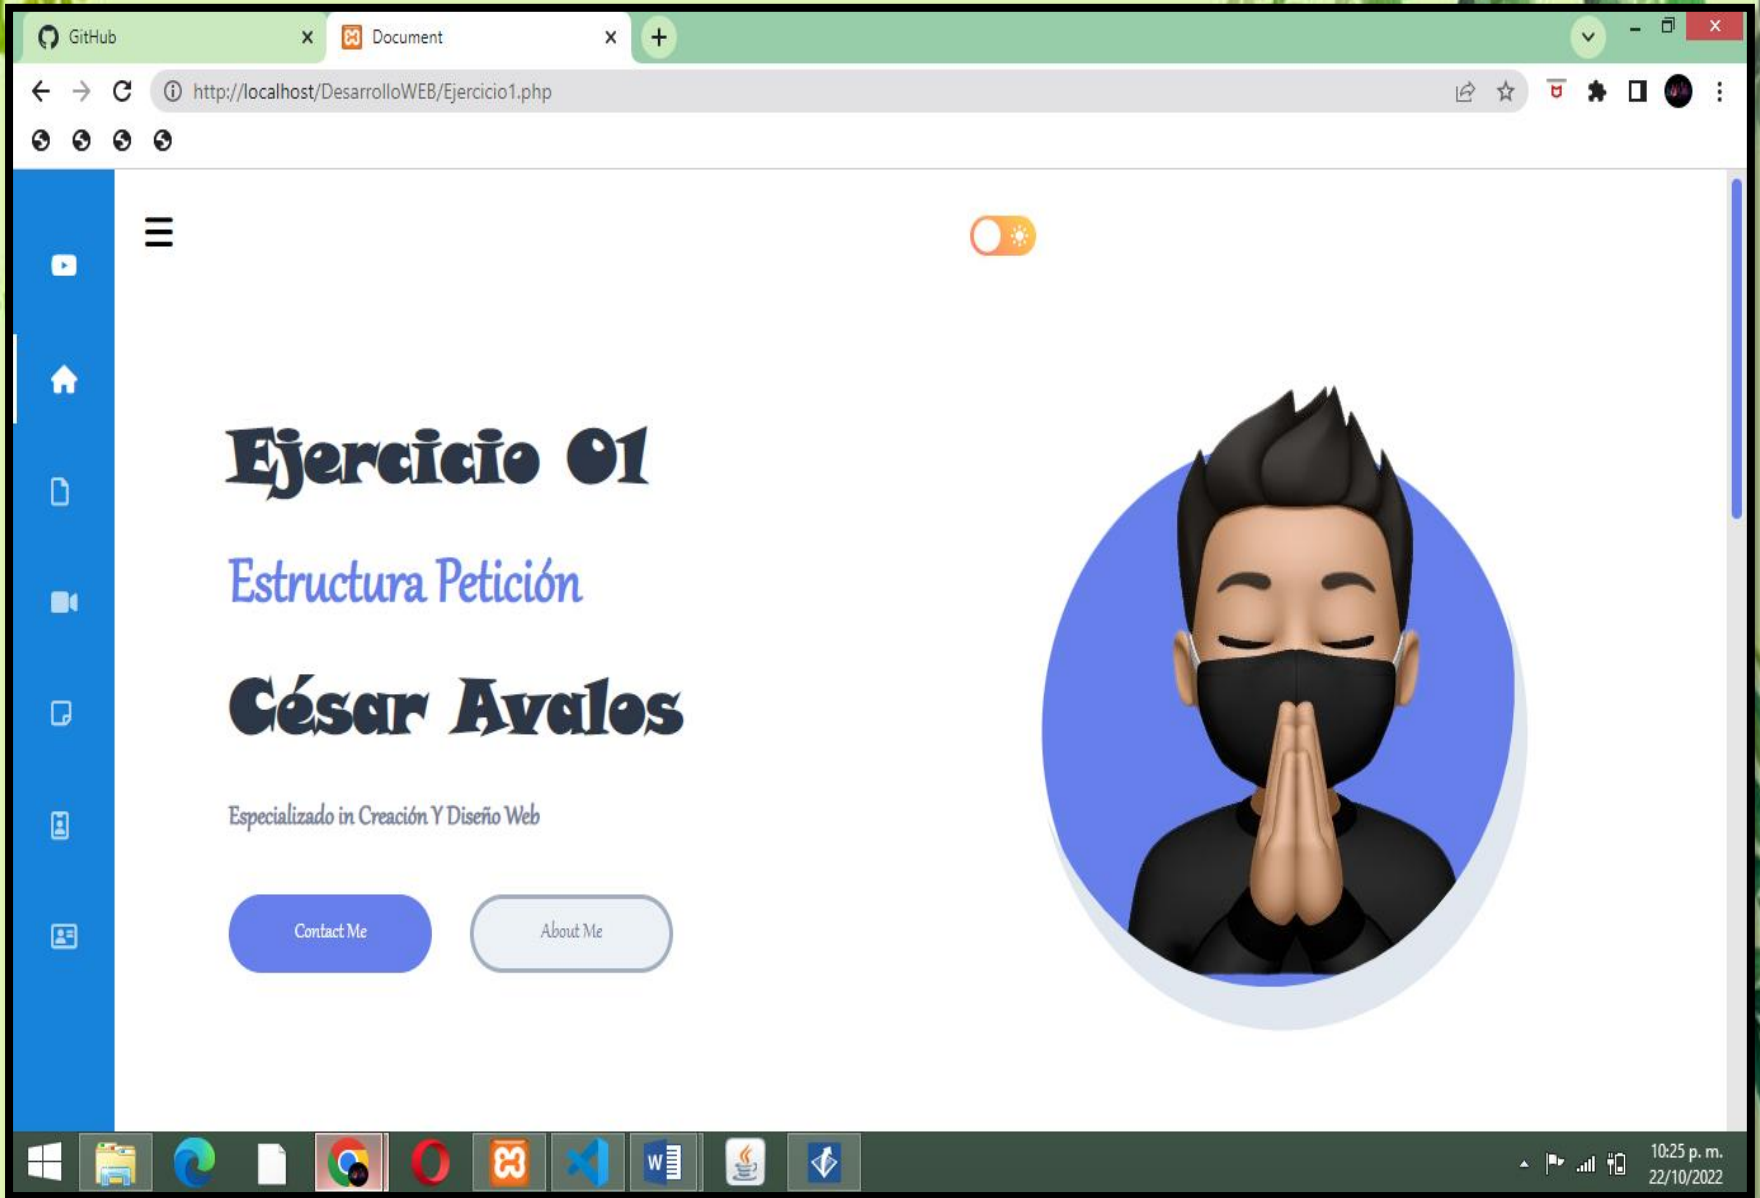 GitHub
Document
http://localhost/DesarrolloWEB/Ejercicio1.php
Ejercicio 01
Estructura Petición
César Avalos
Especializado in Creación Y Diseño Web
Contact Me
About Me
10:25 p. m.
22/10/2022